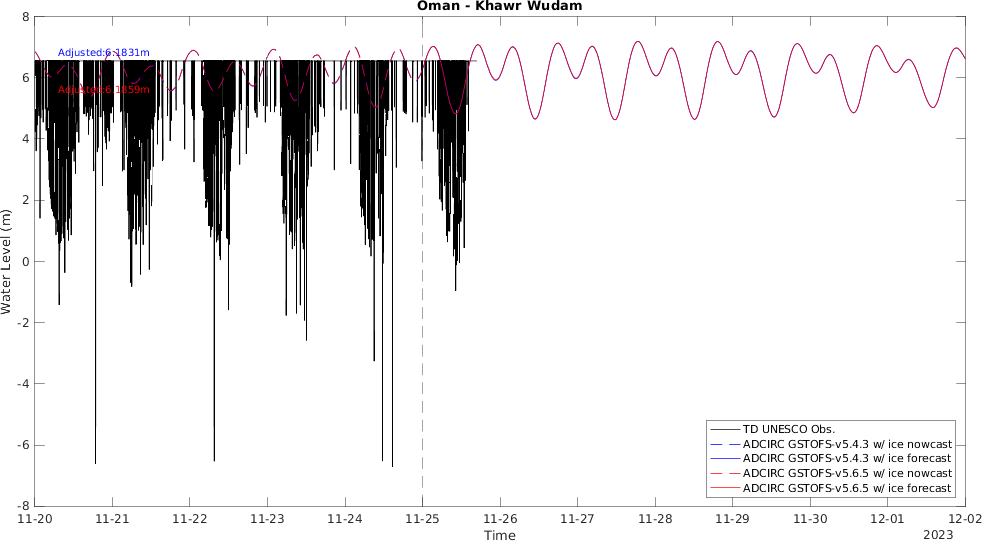 Oman - Khawr Wudam
8
6
4
2
0
-2
-4
-6
-8
Water Level (m)
Adjusted:6.1831m
Adjusted:6.1859m
TD UNESCO Obs.
ADCIRC GSTOFS-v5.4.3 w/ ice nowcast
ADCIRC GSTOFS-v5.4.3 w/ ice forecast
ADCIRC GSTOFS-v5.6.5 w/ ice nowcast
ADCIRC GSTOFS-v5.6.5 w/ ice forecast
11-20 11-21 11-22 11-23 11-24 11-25 11-26 11-27 11-28 11-29 11-30 12-01 12-02
Time
2023